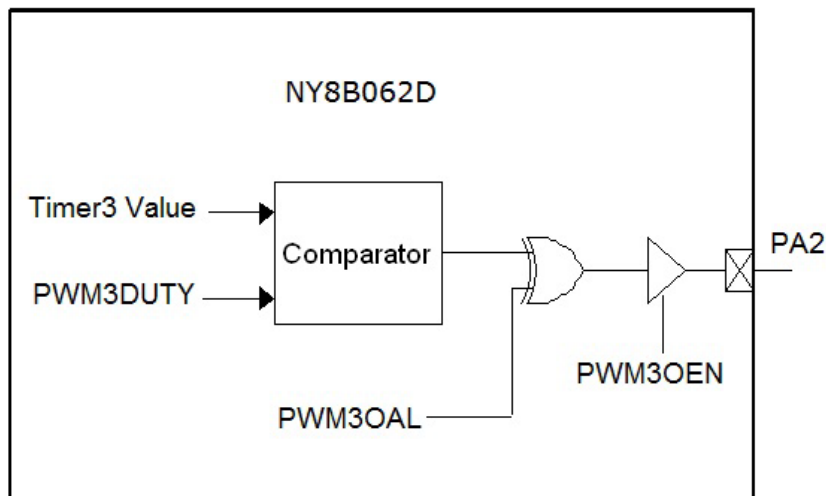 NY8B062D
Timer3 Value
Comparator
PA2
PWM3DUTY
PWM3OEN
PWM3OAL